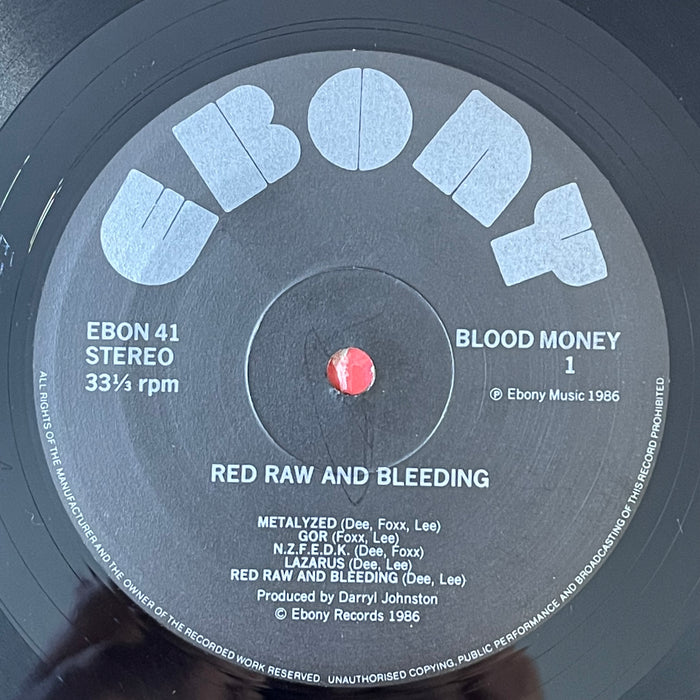 EBONY
EBON 41
STEREO
33⅓ rpm
BLOOD MONEY
1
℗ Ebony Music 1986
RED RAW AND BLEEDING
METALYZED (Dee, Foxx, Lee)
GOR (Foxx, Lee)
N.Z.F.E.D.K. (Dee, Foxx)
LAZARUS (Dee, Lee)
RED RAW AND BLEEDING (Dee, Lee)
Produced by Darryl Johnston
© Ebony Records 1986
ALL RIGHTS OF THE MANUFACTURER AND THE OWNER OF THE RECORDED WORK RESERVED. UNAUTHORISED COPYING, PUBLIC PERFORMANCE AND BROADCASTING OF THIS RECORD PROHIBITED